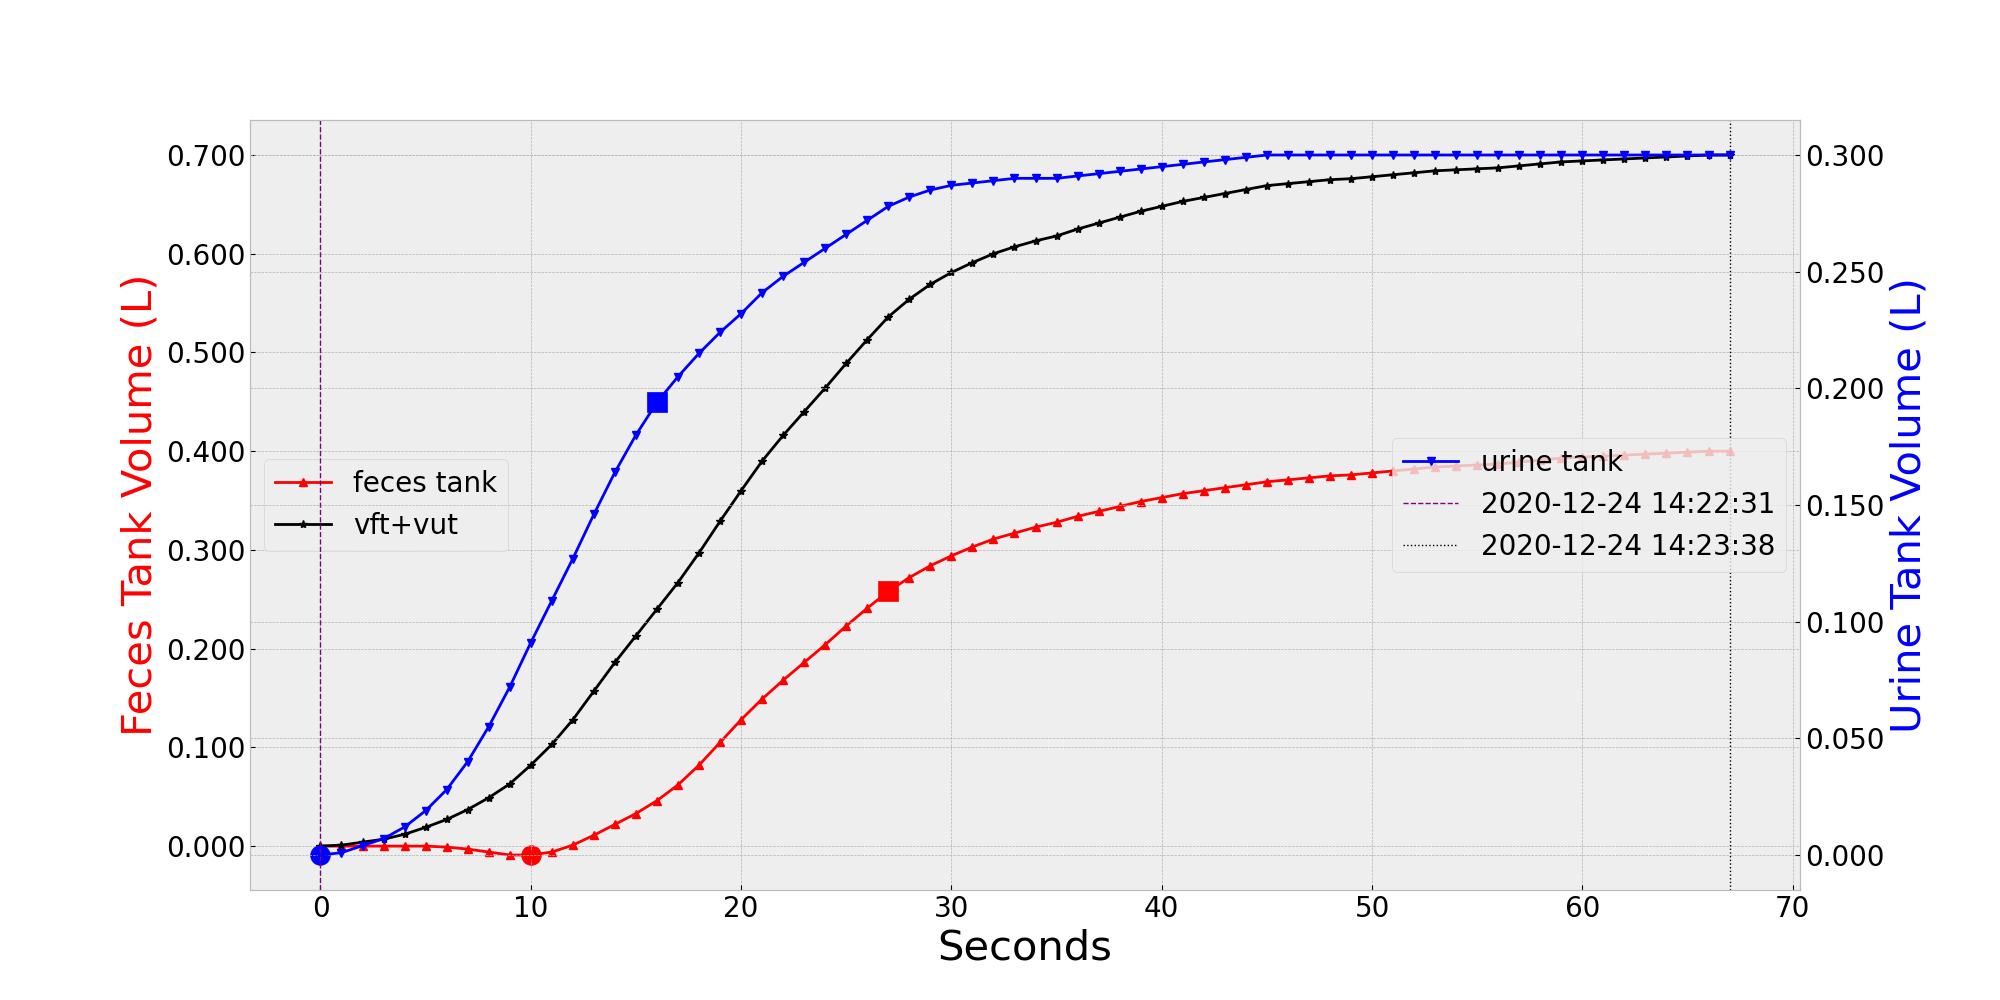 0.700
0.600
0.500
0.400
0.300
0.200
0.100
0.000
Feces Tank Volume (L)
feces tank
vft+vut
urine tank
2020-12-24 14:22:31
2020-12-24 14:23:38
0.300
0.250
0.200
0.150
0.100
0.050
0.000
Urine Tank Volume (L)
0 10 20 30 40 50 60 70
Seconds